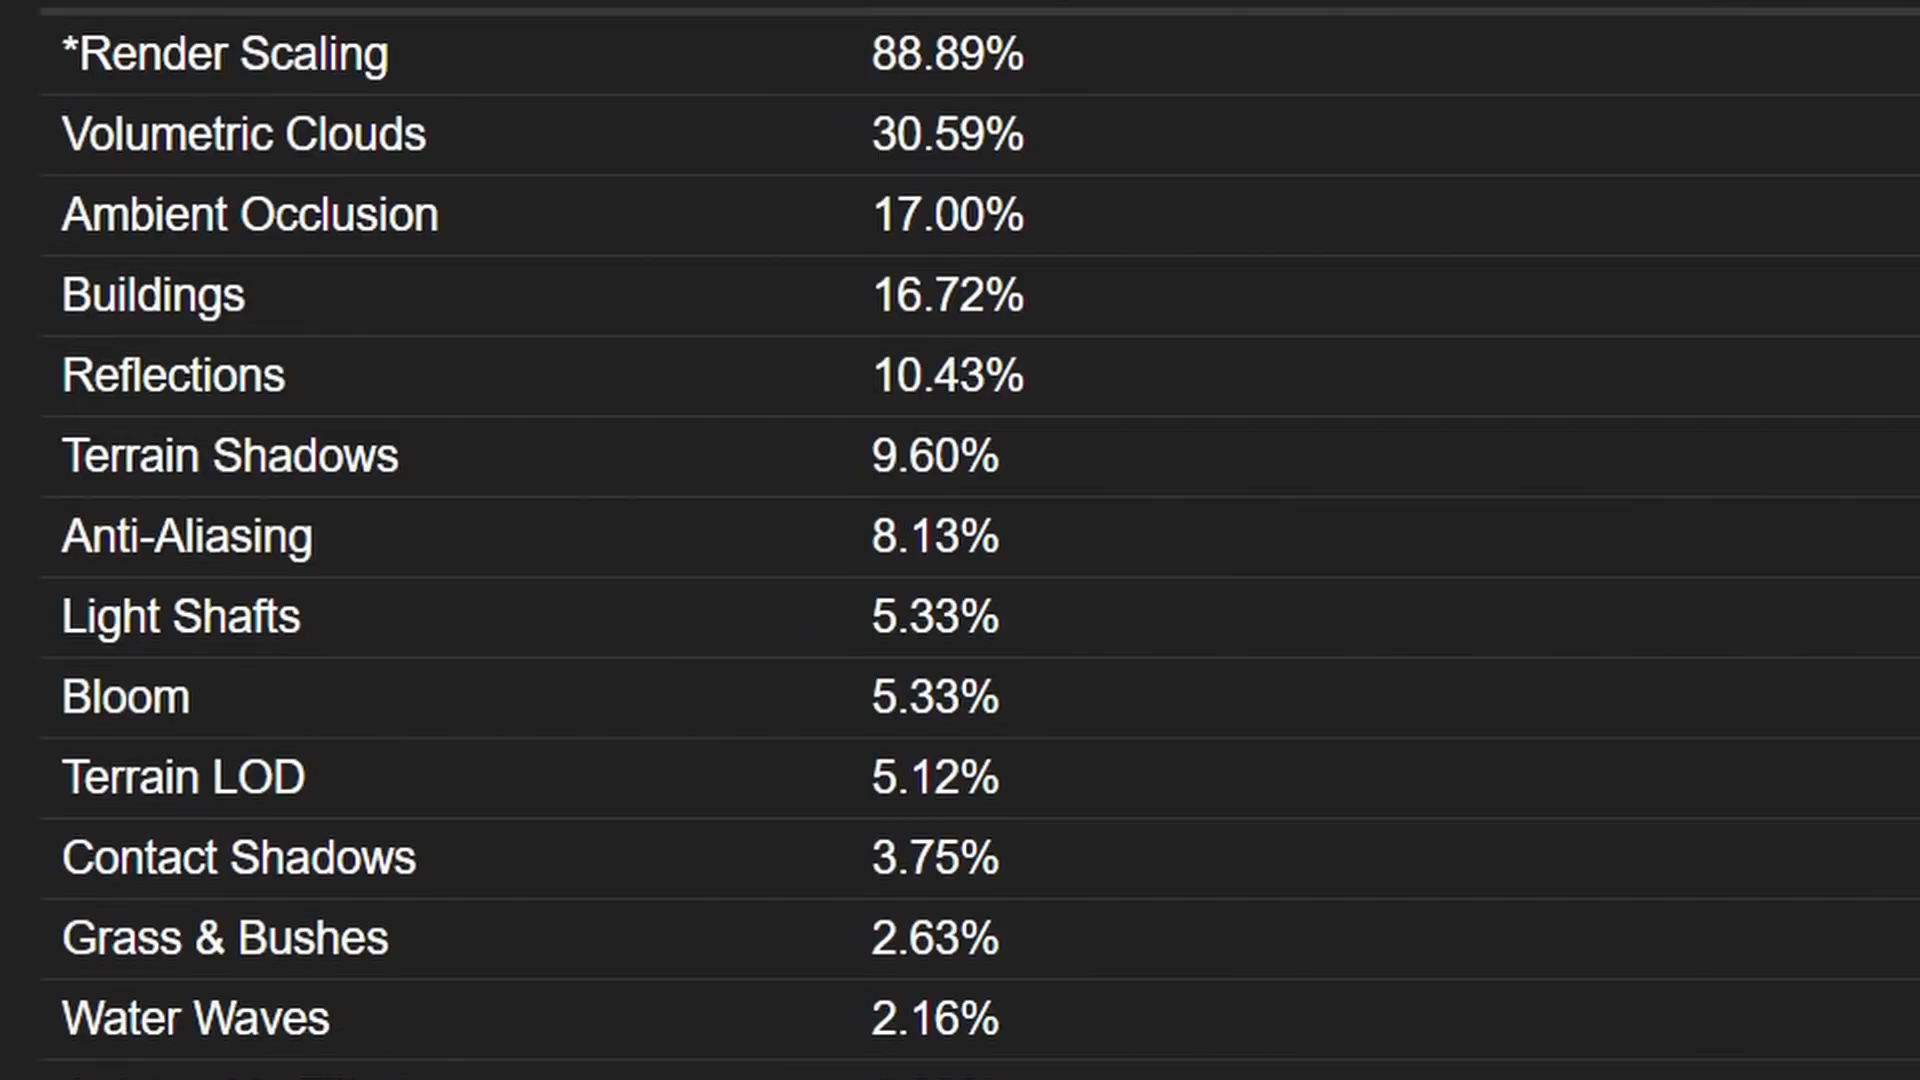 *Render Scaling 88.89%
Volumetric Clouds 30.59%
Ambient Occlusion 17.00%
Buildings 16.72%
Reflections 10.43%
Terrain Shadows 9.60%
Anti-Aliasing 8.13%
Light Shafts 5.33%
Bloom 5.33%
Terrain LOD 5.12%
Contact Shadows 3.75%
Grass & Bushes 2.63%
Water Waves 2.16%